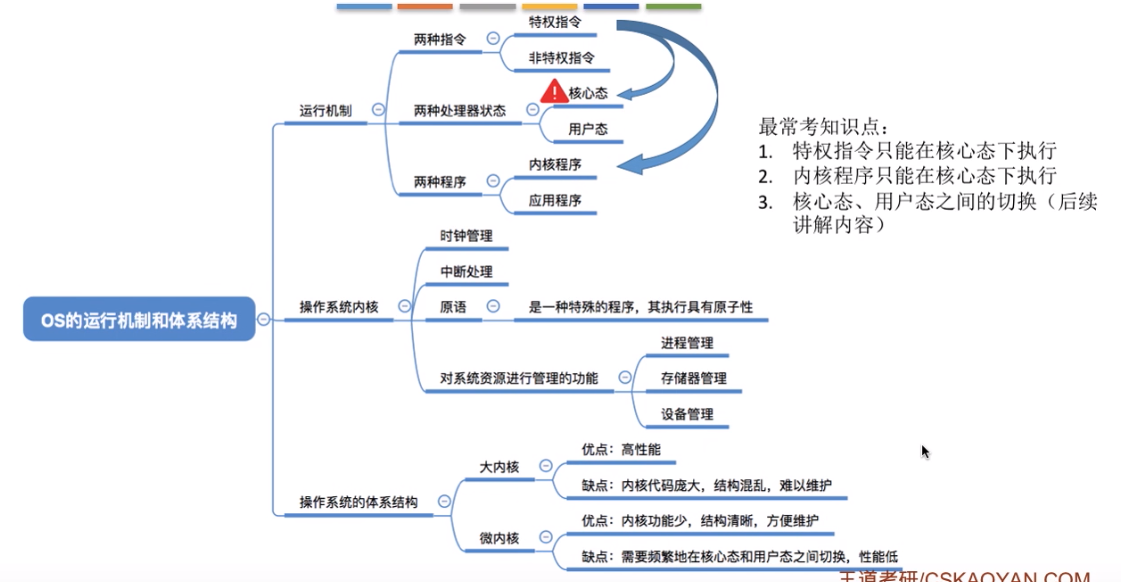 特权指令
两种指令
非特权指令
核心态
运行机制
两种处理器状态
用户态
内核程序
两种程序
应用程序
最常考知识点:
1. 特权指令只能在核心态下执行
2. 内核程序只能在核心态下执行
3. 核心态、用户态之间的切换（后续
讲解内容）
时钟管理
中断处理
OS的运行机制和体系结构
操作系统内核
原语
是一种特殊的程序，其执行具有原子性
进程管理
对系统资源进行管理的功能
存储器管理
设备管理
优点：高性能
大内核
缺点：内核代码庞大，结构混乱，难以维护
操作系统的体系结构
优点：内核功能少，结构清晰，方便维护
微内核
缺点：需要频繁地在核心态和用户态之间切换，性能低
王道考研/CSKAOYAN.COM